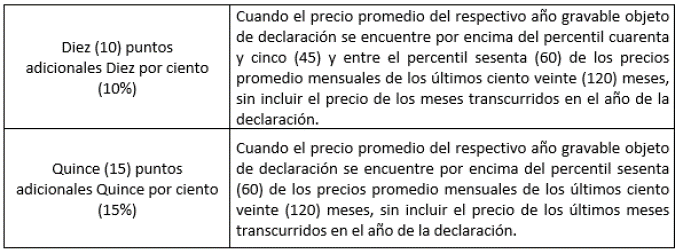 Diez (10) puntos
adicionales Diez por ciento
(10%)
Cuando el precio promedio del respectivo año gravable objeto
de declaración se encuentre por encima del percentil cuarenta
y cinco (45) y entre el percentil sesenta (60) de los precios
promedio mensuales de los últimos ciento veinte (120) meses,
sin incluir el precio de los meses transcurridos en el año de la
declaración.
Quince (15) puntos
adicionales Quince por ciento
(15%)
Cuando el precio promedio del respectivo año gravable objeto
de declaración se encuentre por encima del percentil sesenta
(60) de los precios promedio mensuales de los últimos ciento
veinte (120) meses, sin incluir el precio de los últimos meses
transcurridos en el año de la declaración.